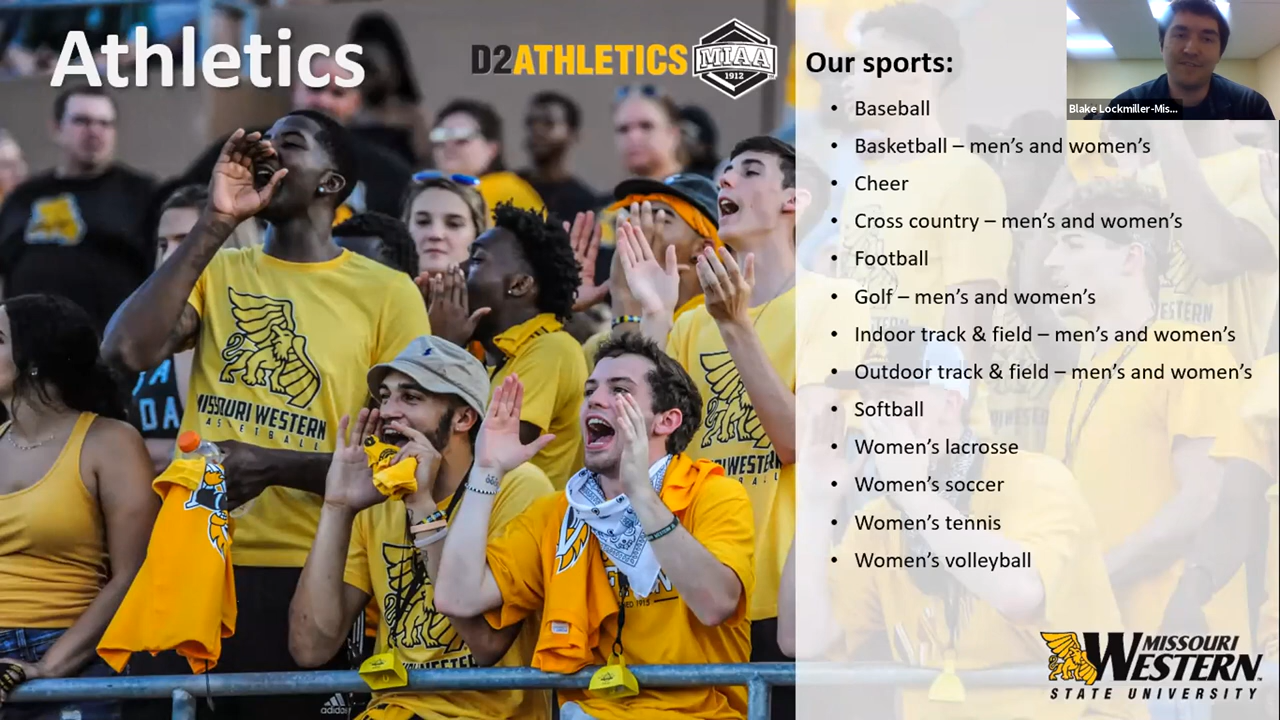 Athletics
D2ATHLETICS
MIAA
1912
Our sports:
Blake Lockmiller-Mis...
• Baseball
• Basketball – men's and women's
• Cheer
• Cross country – men's and women's
• Football
• Golf – men's and women's
• Indoor track & field – men's and women's
• Outdoor track & field – men's and women's
• Softball
• Women's lacrosse
• Women's soccer
• Women's tennis
• Women's volleyball
MISSOURI WESTERN
BASKETBALL
adidas
MISSOURI
WESTERN
STATE UNIVERSITY